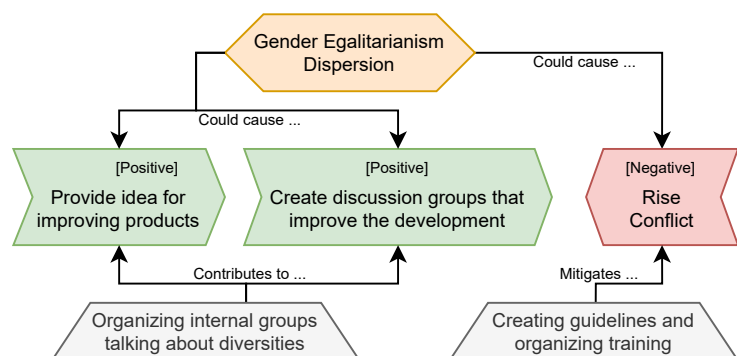 Gender Egalitarianism
Dispersion
Could cause ...
Could cause ...
[Positive]
Provide idea for
improving products
[Positive]
Create discussion groups that
improve the development
[Negative]
Rise
Conflict
Contributes to ...
Mitigates ...
Organizing internal groups
talking about diversities
Creating guidelines and
organizing training